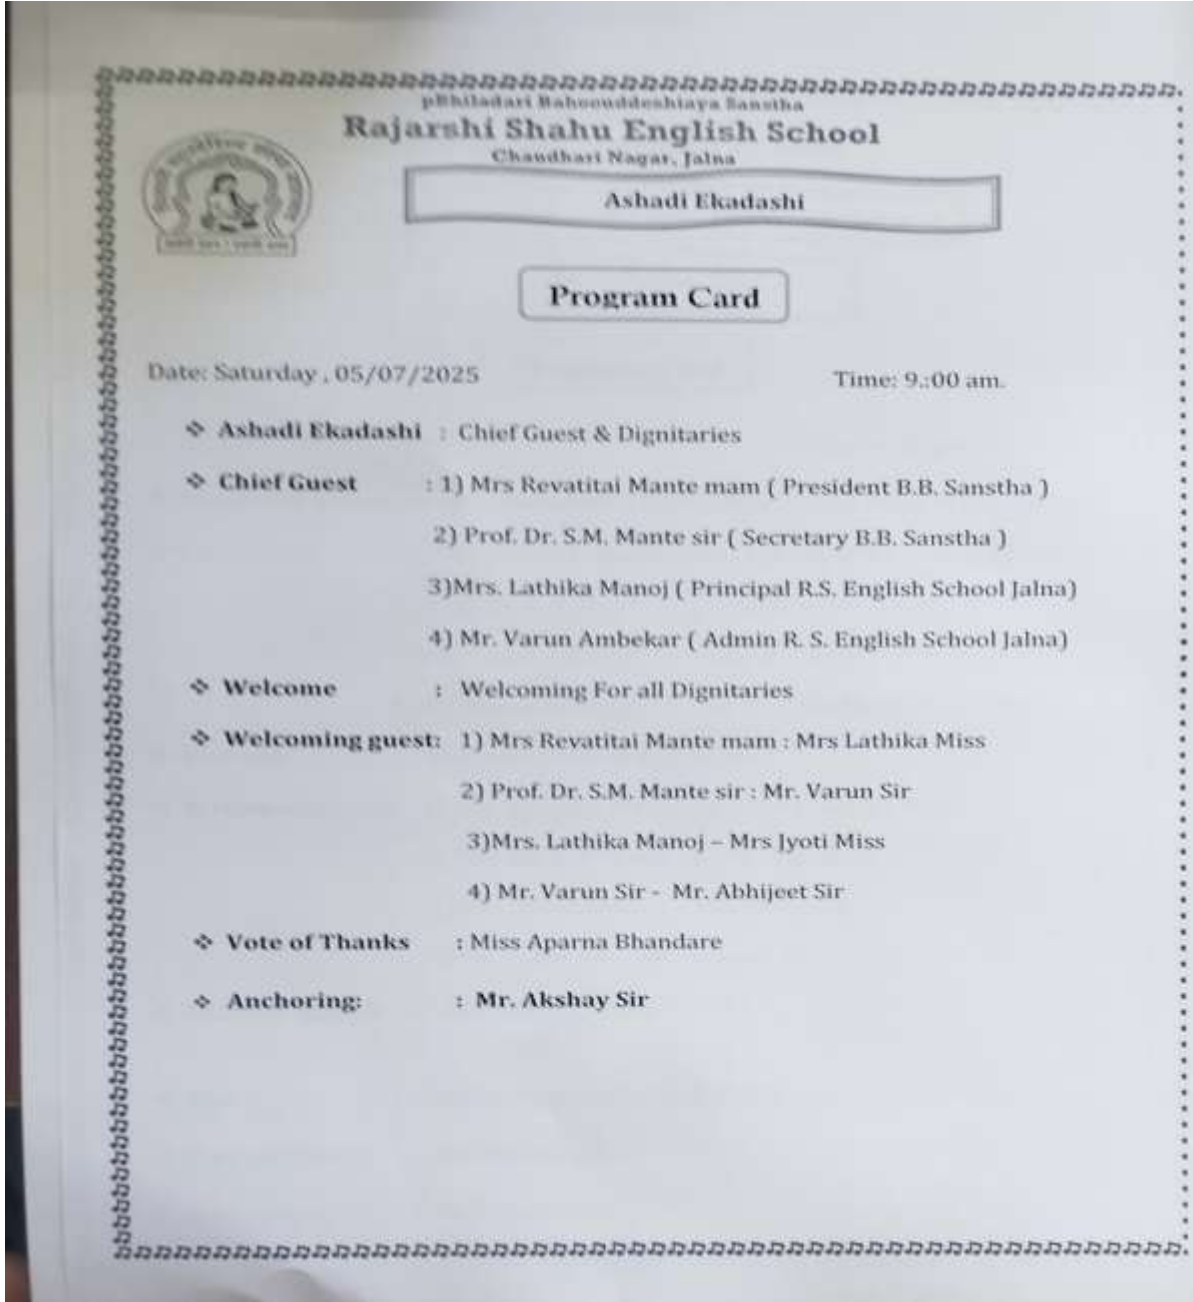 Bahoouddeshiaya Sanstha
Rajarshi Shahu English School
Chaudhari Nagar, Jalna
Ashadi Ekadashi
Program Card
Date: Saturday , 05/07/2025 Time: 9.:00 am.
❖ Ashadi Ekadashi : Chief Guest & Dignitaries
❖ Chief Guest : 1) Mrs Revatitai Mante mam ( President B.B. Sanstha )
2) Prof. Dr. S.M. Mante sir ( Secretary B.B. Sanstha )
3)Mrs. Lathika Manoj ( Principal R.S. English School Jalna)
4) Mr. Varun Ambekar ( Admin R. S. English School Jalna)
❖ Welcome : Welcoming For all Dignitaries
❖ Welcoming guest: 1) Mrs Revatitai Mante mam : Mrs Lathika Miss
2) Prof. Dr. S.M. Mante sir : Mr. Varun Sir
3)Mrs. Lathika Manoj – Mrs Jyoti Miss
4) Mr. Varun Sir - Mr. Abhijeet Sir
❖ Vote of Thanks : Miss Aparna Bhandare
❖ Anchoring: : Mr. Akshay Sir